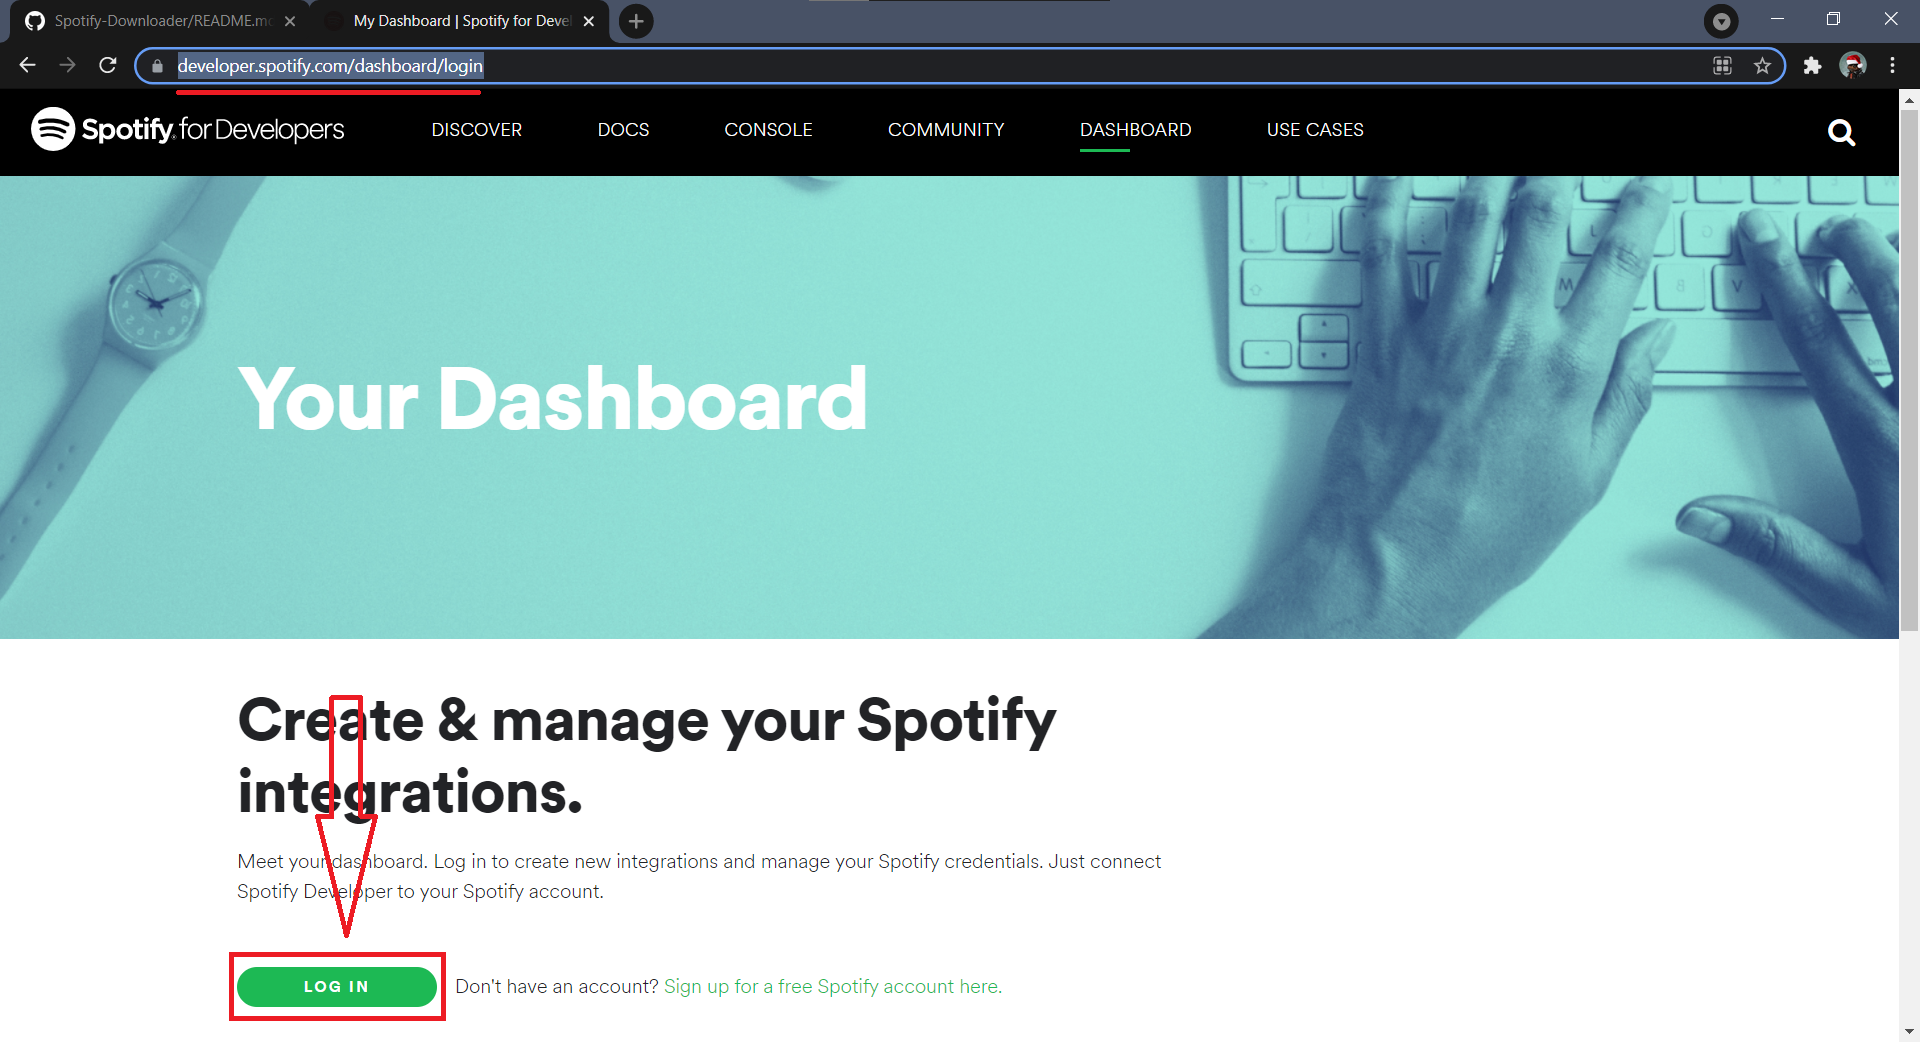 Spotify-Downloader/README.m
My Dashboard | Spotify for Devel
developer.spotify.com/dashboard/login
Spotify for Developers
DISCOVER
DOCS
CONSOLE
COMMUNITY
DASHBOARD
USE CASES
Your Dashboard
Create & manage your Spotify
integrations.
Meet your dashboard. Log in to create new integrations and manage your Spotify credentials. Just connect
Spotify Developer to your Spotify account.
LOG IN
Don't have an account? Sign up for a free Spotify account here.